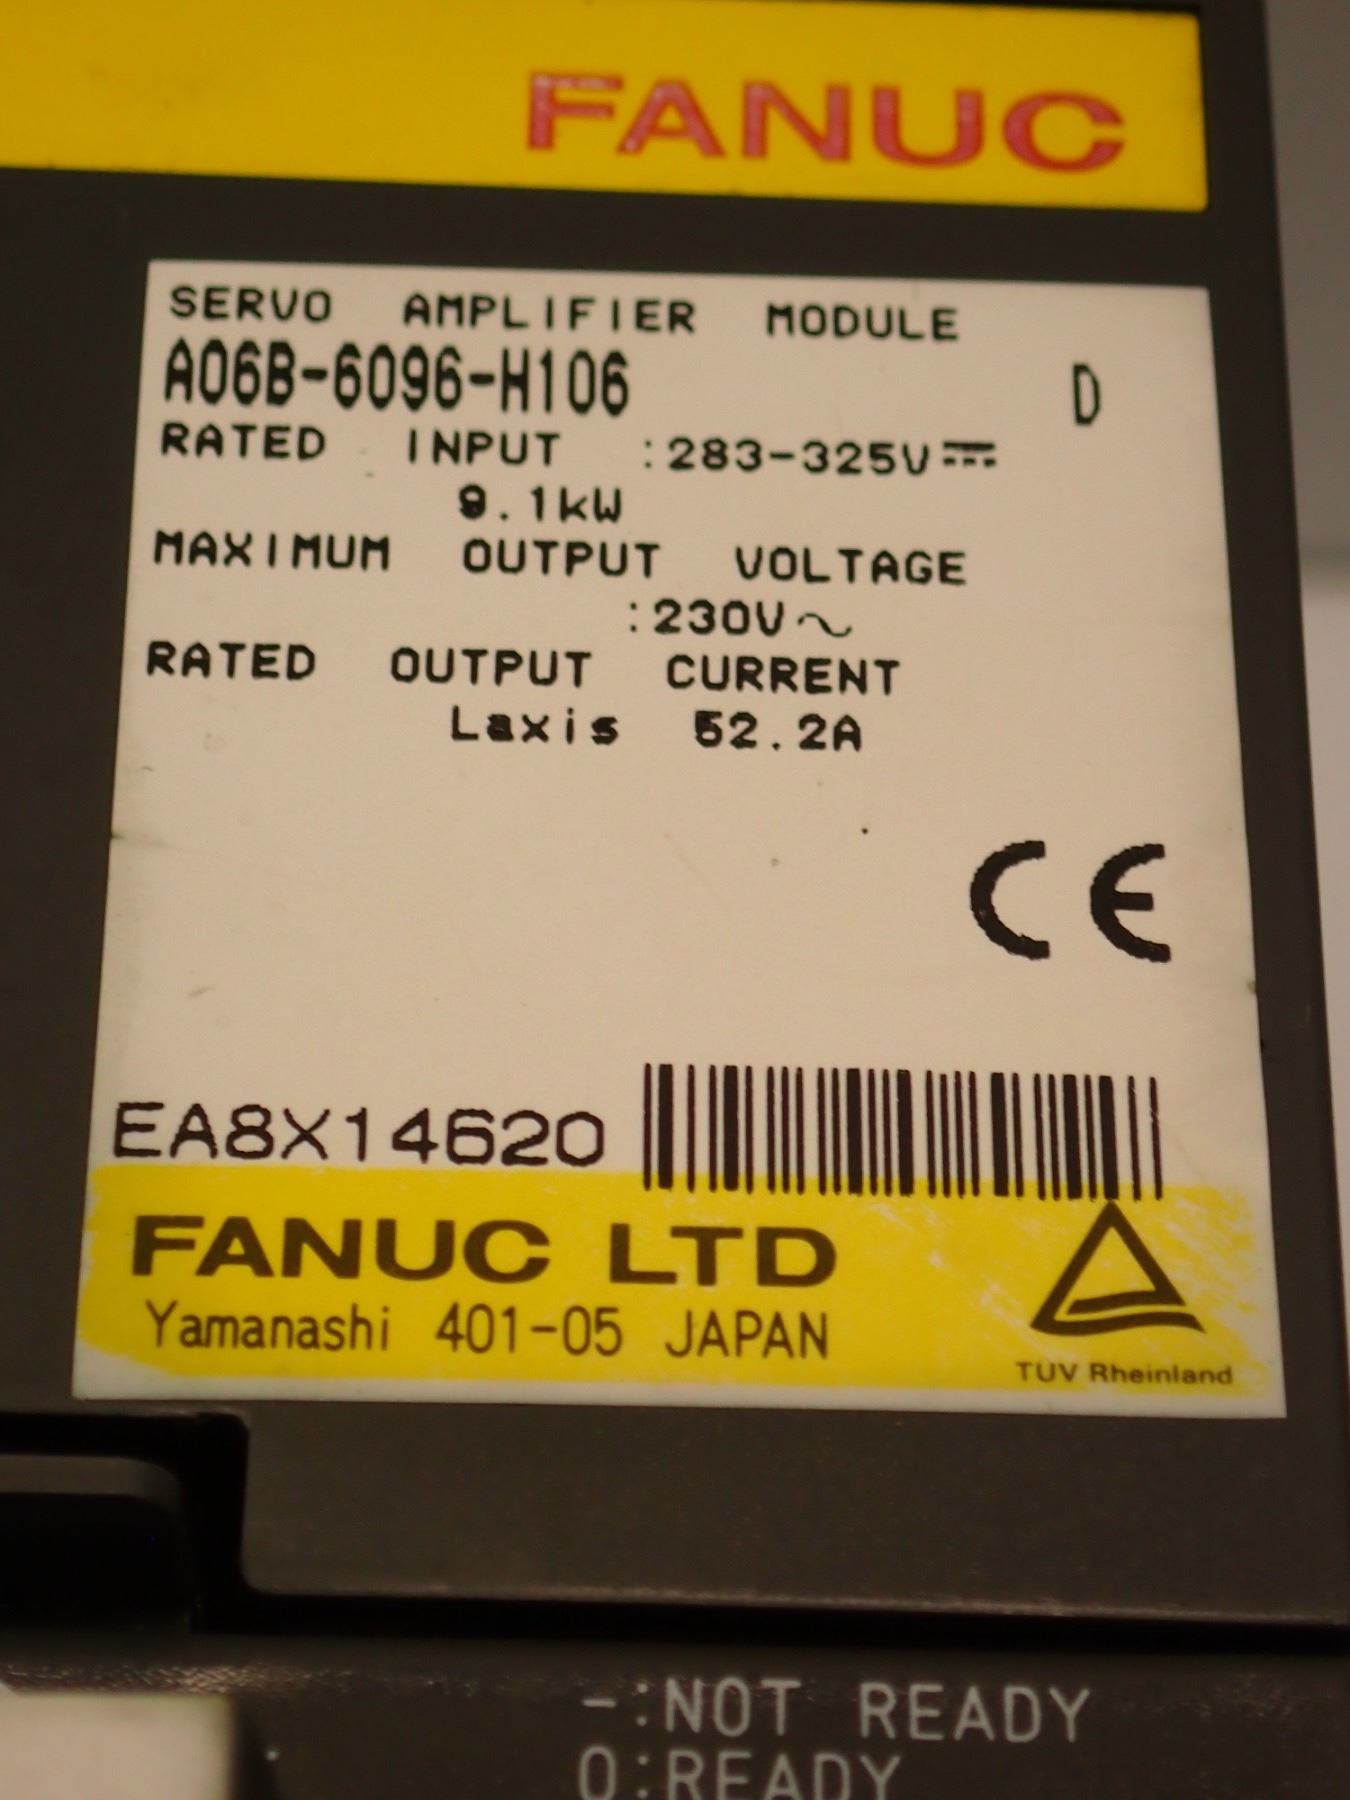 FANUC
SERVO AMPLIFIER MODULE
A06B-6096-H106 D
RATED INPUT :283-325V⎓
9.1kW
MAXIMUM OUTPUT VOLTAGE
:230V~
RATED OUTPUT CURRENT
Laxis 52.2A
CE
EA8X14620
FANUC LTD
Yamanashi 401-05 JAPAN
TUV Rheinland
-:NOT READY
0:READY